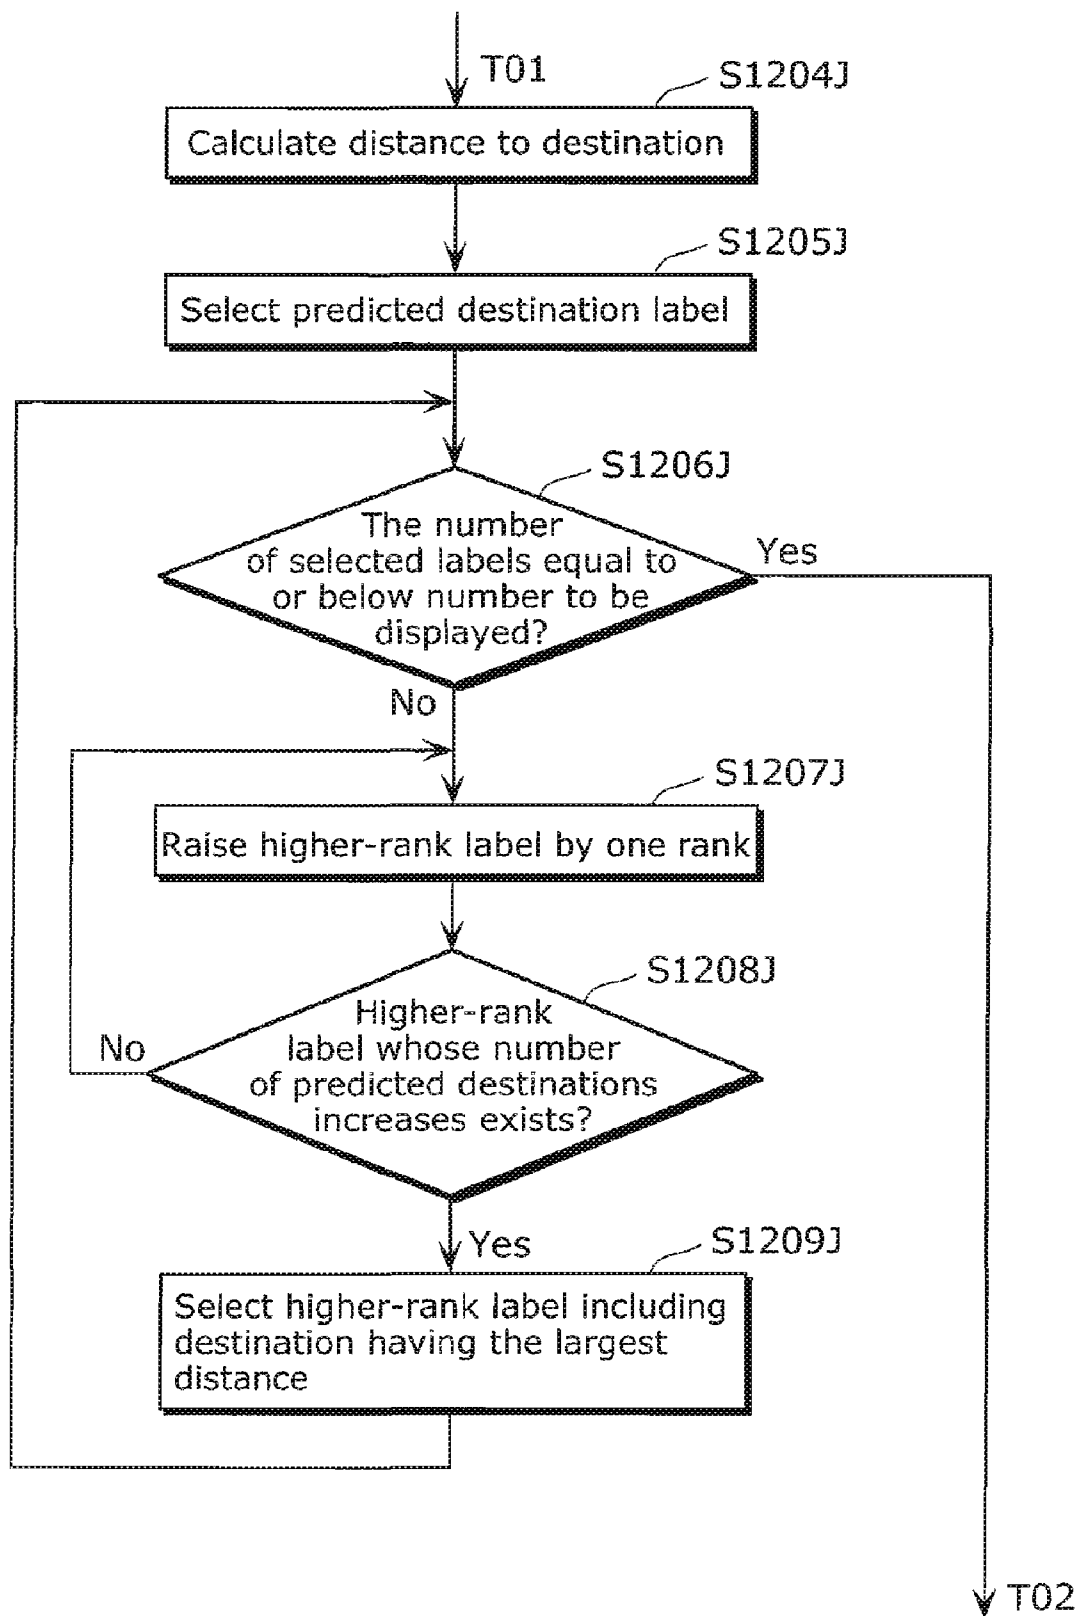 T01
S1204J
Calculate distance to destination
S1205J
Select predicted destination label
S1206J
The number
of selected labels equal to
or below number to be
displayed?
Yes
No
S1207J
Raise higher-rank label by one rank
S1208J
Higher-rank
label whose number
of predicted destinations
increases exists?
No
Yes
S1209J
Select higher-rank label including
destination having the largest
distance
T02